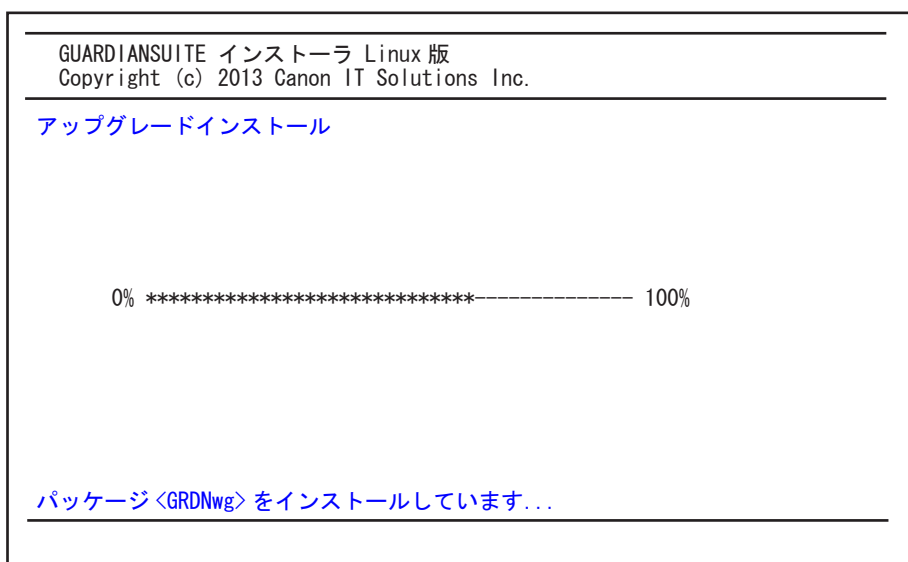 GUARDIANSUITE インストーラ Linux 版
Copyright (c) 2013 Canon IT Solutions Inc.
アップグレードインストール
0% *****************************-------------- 100%
パッケージ <GRDNwg> をインストールしています...